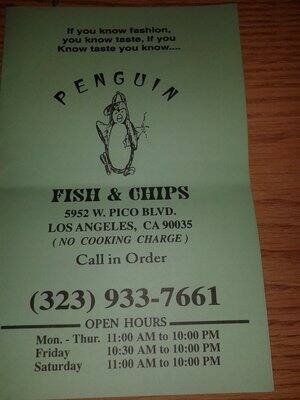 If you know fashion,
you know taste, if you
Know taste you know....
PENGUIN
FISH & CHIPS
5952 W. PICO BLVD.
LOS ANGELES, CA 90035
( NO COOKING CHARGE )
Call in Order
(323) 933-7661
OPEN HOURS
Mon. - Thur. 11:00 AM to 10:00 PM
Friday 10:30 AM to 10:00 PM
Saturday 11:00 AM to 10:00 PM